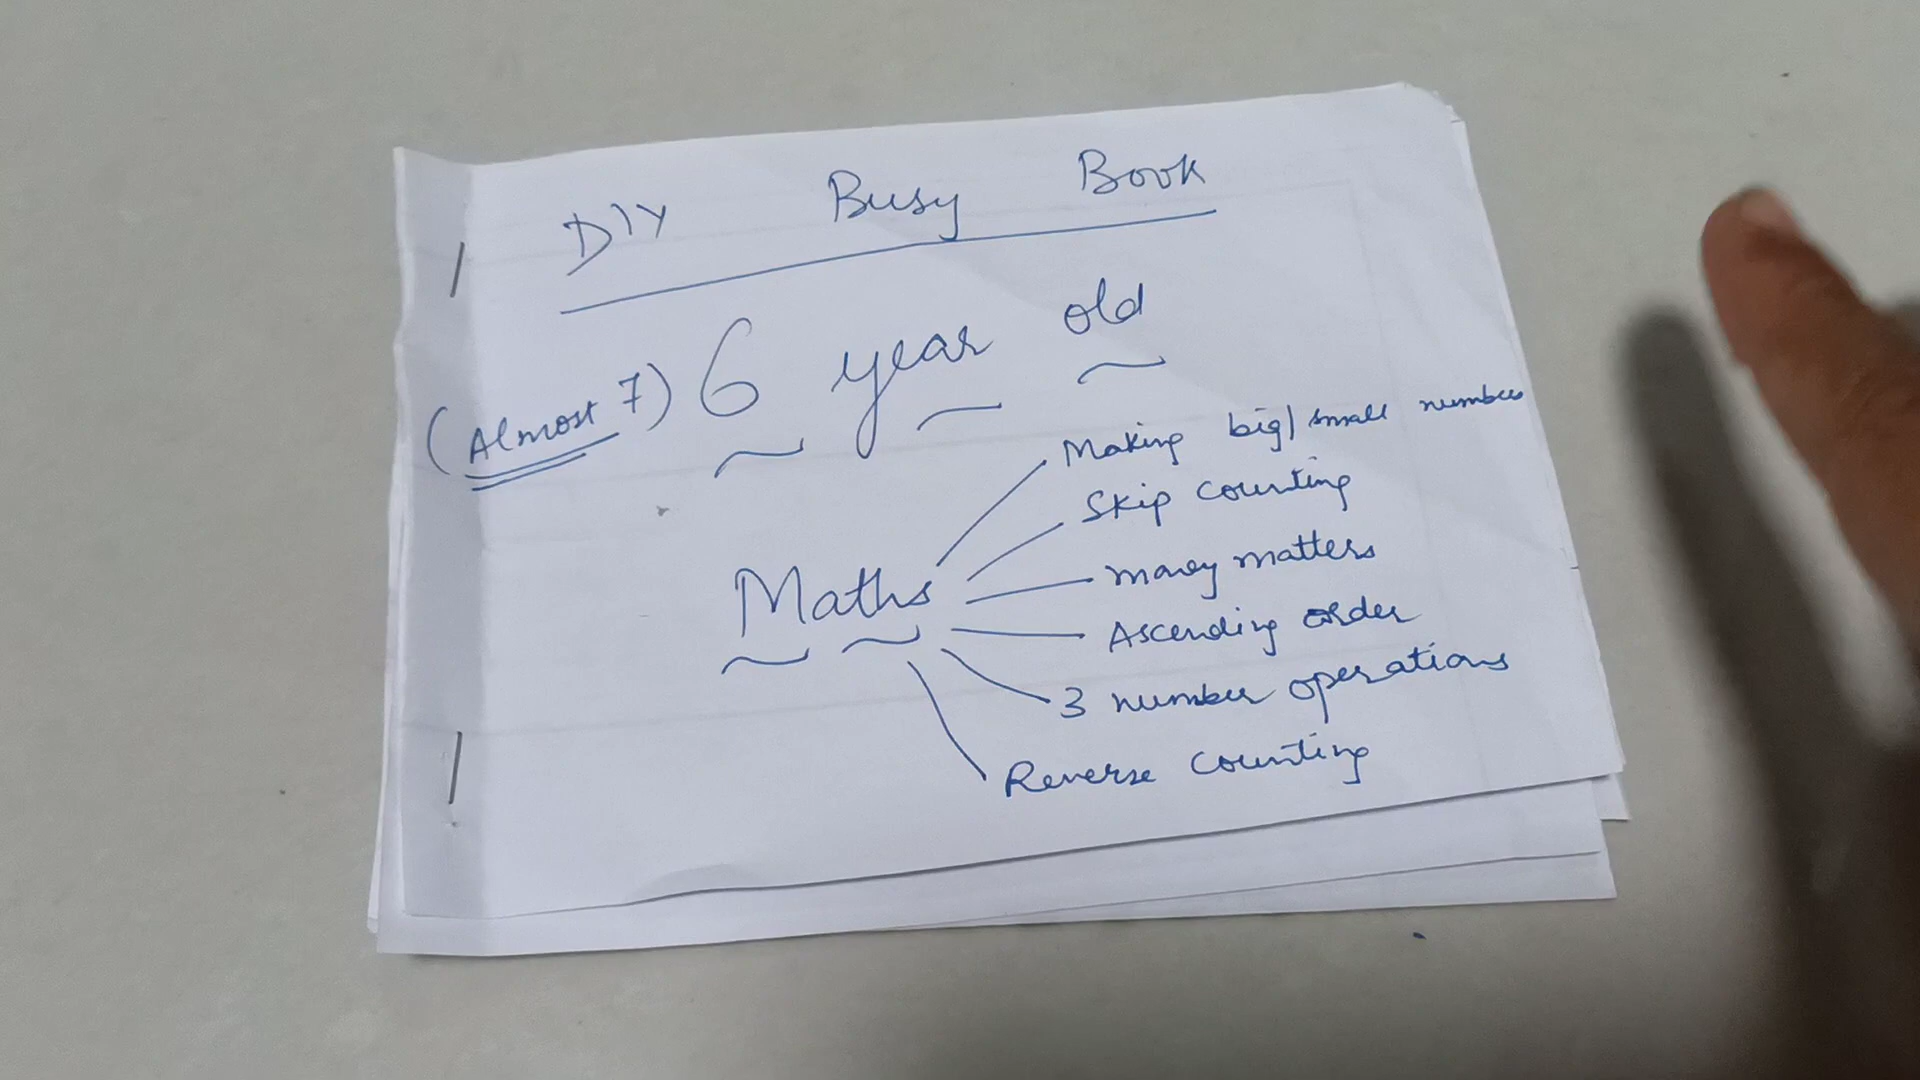 DIY Busy Book
(Almost 7) 6 year old
Maths
Making big/small numbers
Skip counting
Money matters
Ascending order
3 number operations
Reverse counting